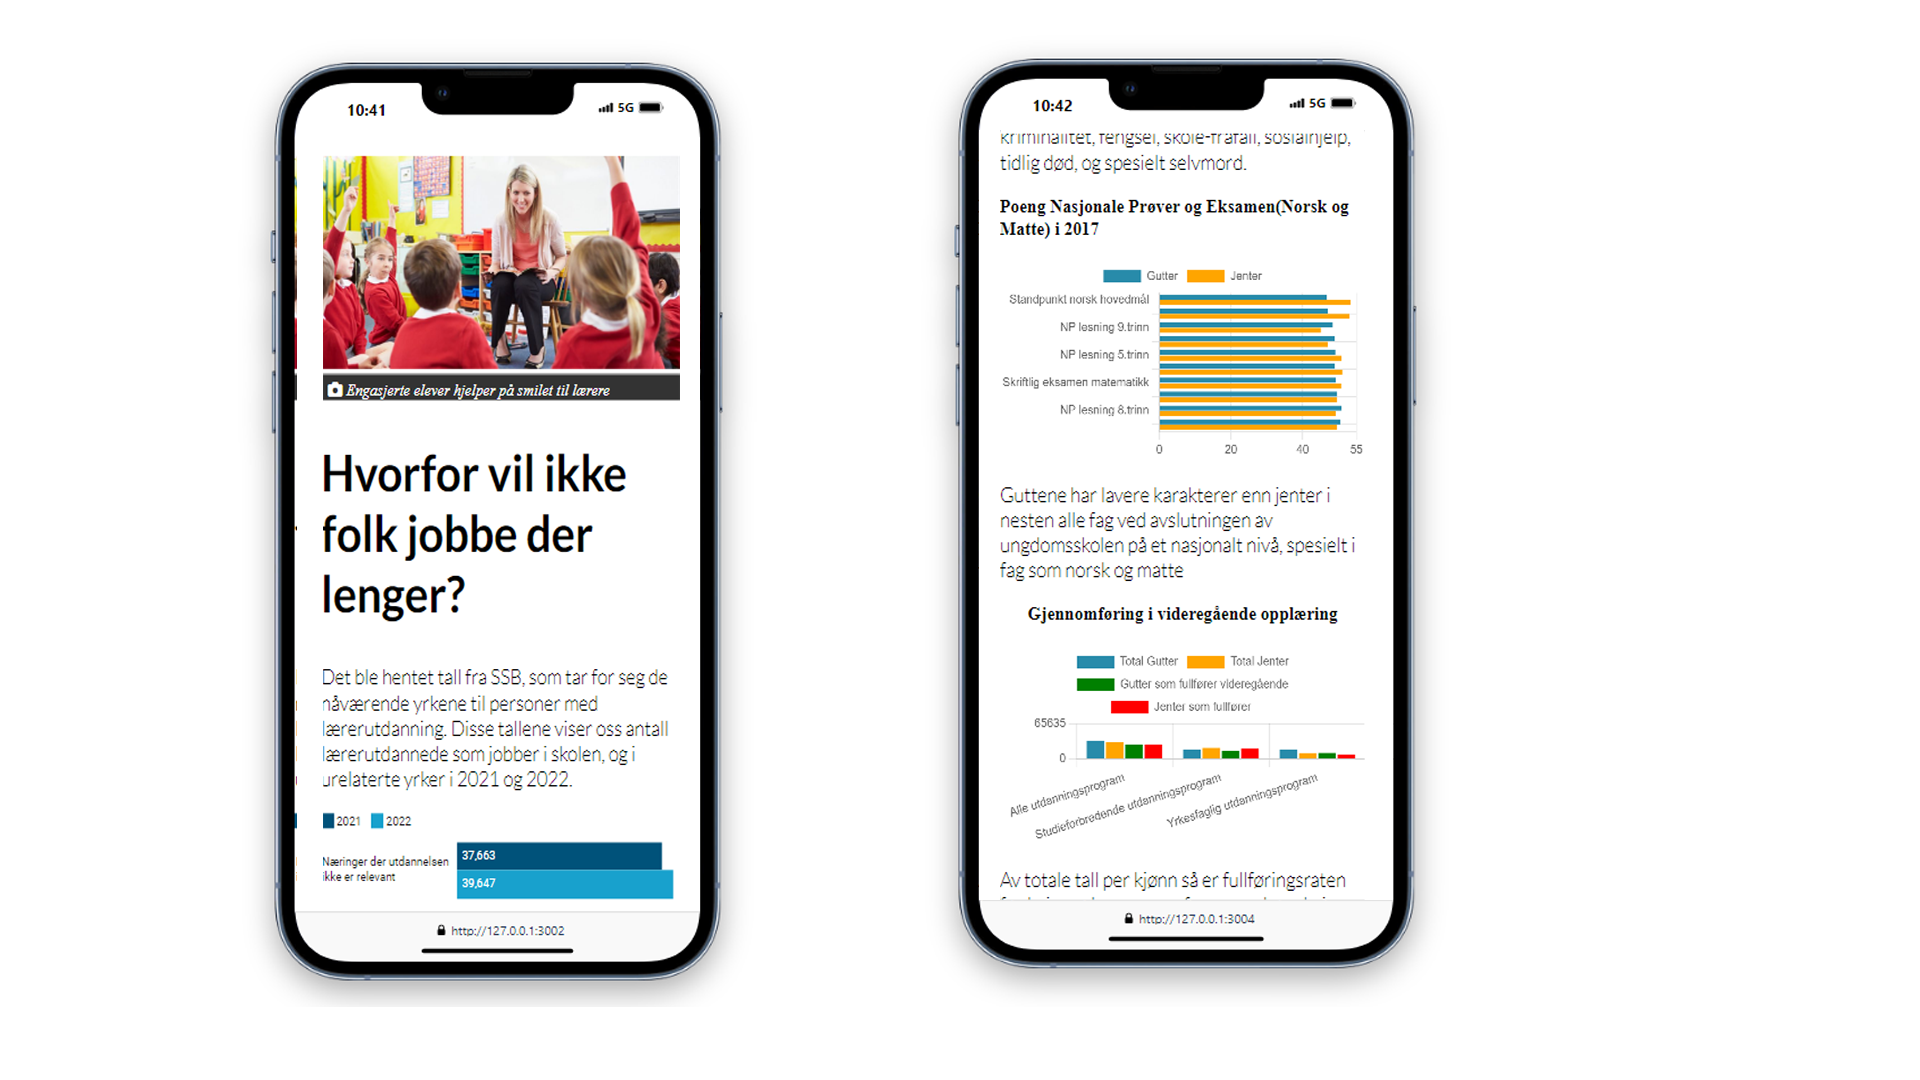 10:41
5G
Engasjerte elever hjelper på smilet til lærere
Hvorfor vil ikke
folk jobbe der
lenger?
Det ble hentet tall fra SSB, som tar for seg de
nåværende yrkene til personer med
lærerutdanning. Disse tallene viser oss antall
lærerutdannede som jobber i skolen, og i
urelaterte yrker i 2021 og 2022.
2021 2022
Næringer der utdannelsen
ikke er relevant
37,663
39,647
http://127.0.0.1:3002
10:42
5G
kriminalitet, fengsel, skole-frafall, sosialhjelp,
tidlig død, og spesielt selvmord.
Poeng Nasjonale Prøver og Eksamen(Norsk og
Matte) i 2017
Gutter Jenter
Standpunkt norsk hovedmål
NP lesning 9.trinn
NP lesning 5.trinn
Skriftlig eksamen matematikk
NP lesning 8.trinn
0 20 40 55
Guttene har lavere karakterer enn jenter i
nesten alle fag ved avslutningen av
ungdomsskolen på et nasjonalt nivå, spesielt i
fag som norsk og matte
Gjennomføring i videregående opplæring
Total Gutter Total Jenter
Gutter som fullfører videregående
Jenter som fullfører
65635
0
Alle utdanningsprogram
Studieforbredende utdanningsprogram
Yrkesfaglig utdanningsprogram
Av totale tall per kjønn så er fullføringsraten
http://127.0.0.1:3004